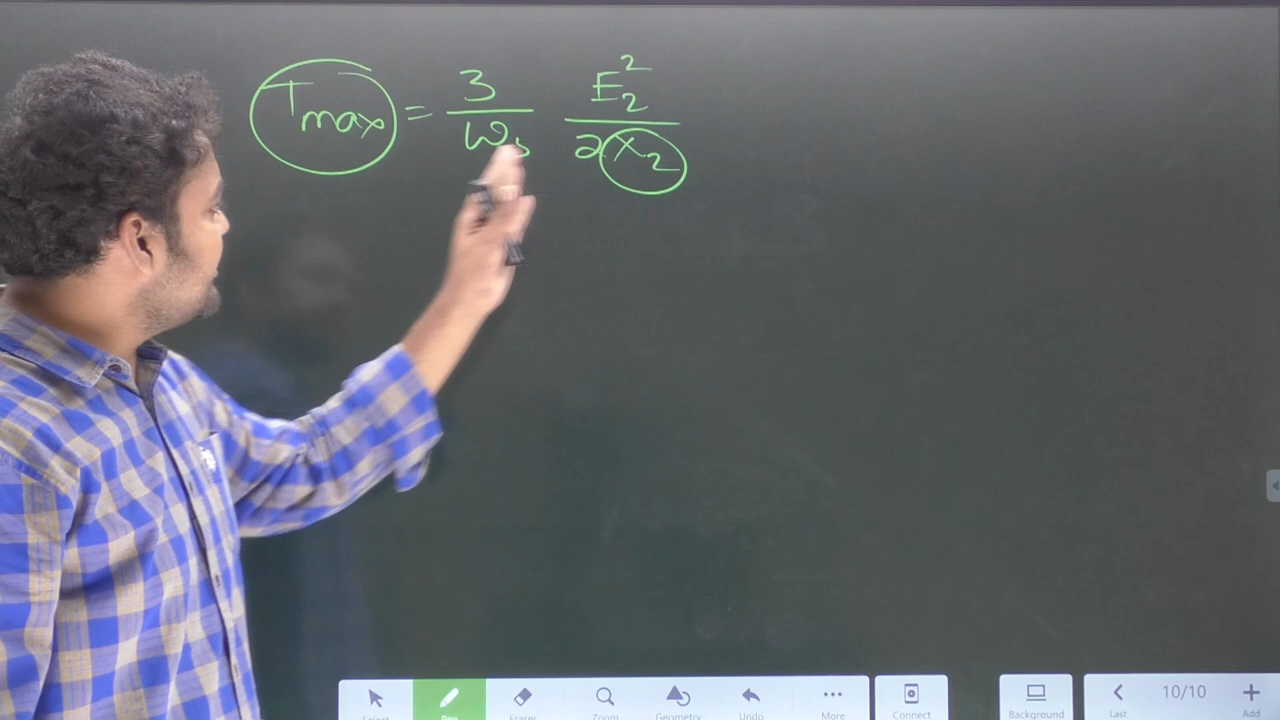 Tmax = 3/ωs E₂²/2x₂
Select Pen Eraser Zoom Geometry Undo More Connect Background Last 10/10 Add